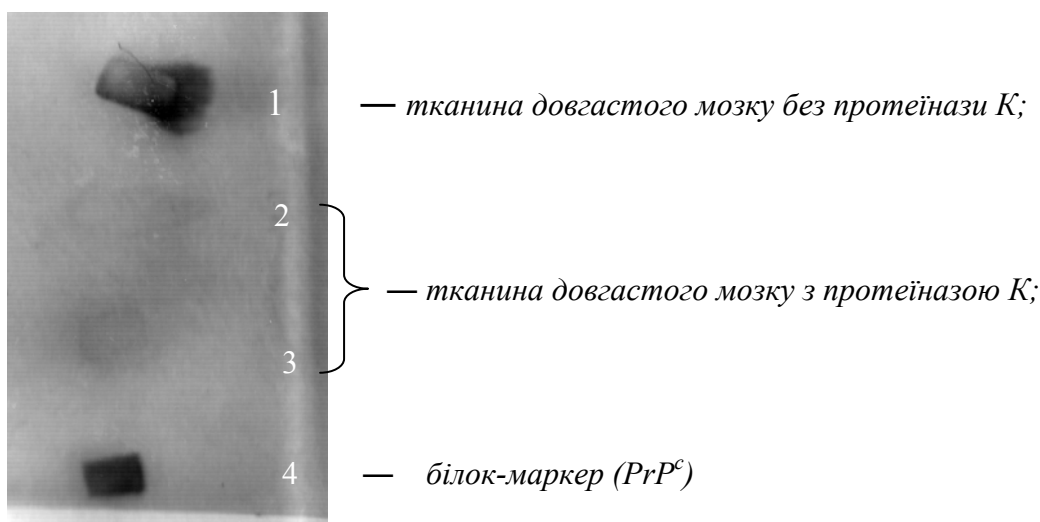 1 — тканина довгастого мозку без протеїнази К;
2
— тканина довгастого мозку з протеїназою К;
3
4 — білок-маркер (PrPᶜ)